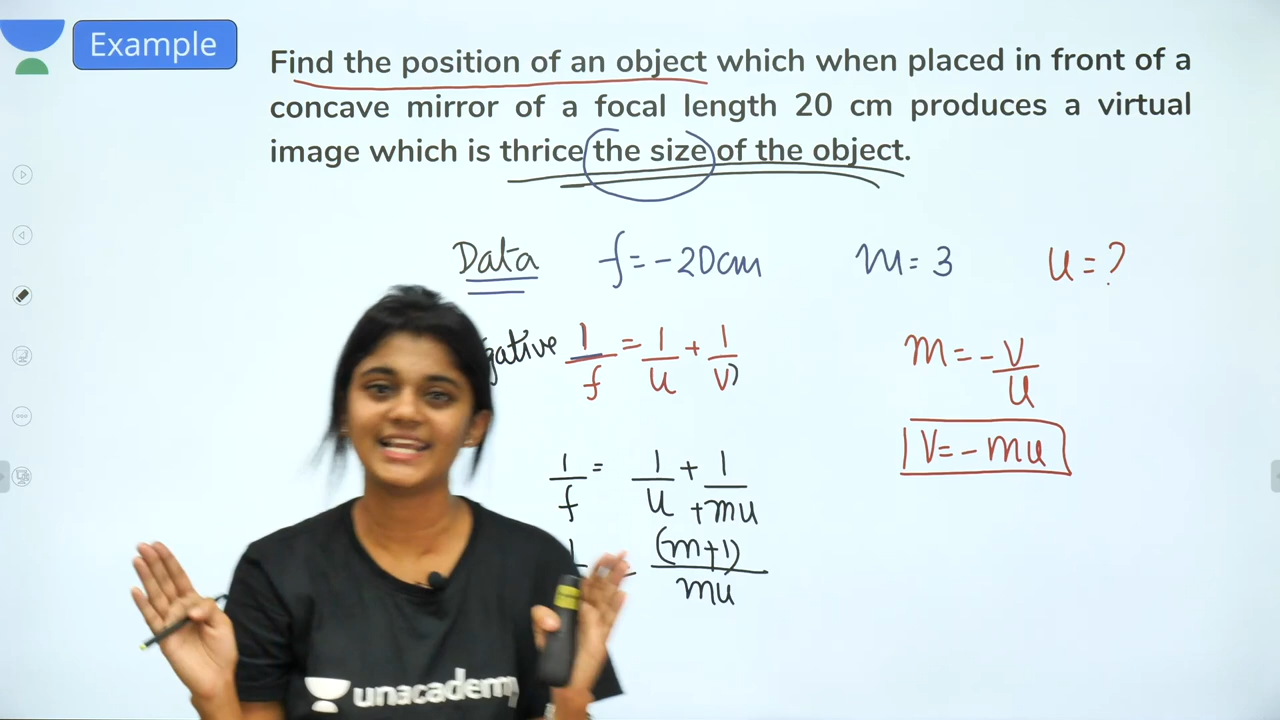 Example
Find the position of an object which when placed in front of a
concave mirror of a focal length 20 cm produces a virtual
image which is thrice the size of the object.
Data f = -20cm m = 3 u = ?
gative 1/f = 1/u + 1/v m = -v/u
v = -mu
1/f = 1/u + 1/+mu
1 = (m+1)/mu
unacademy